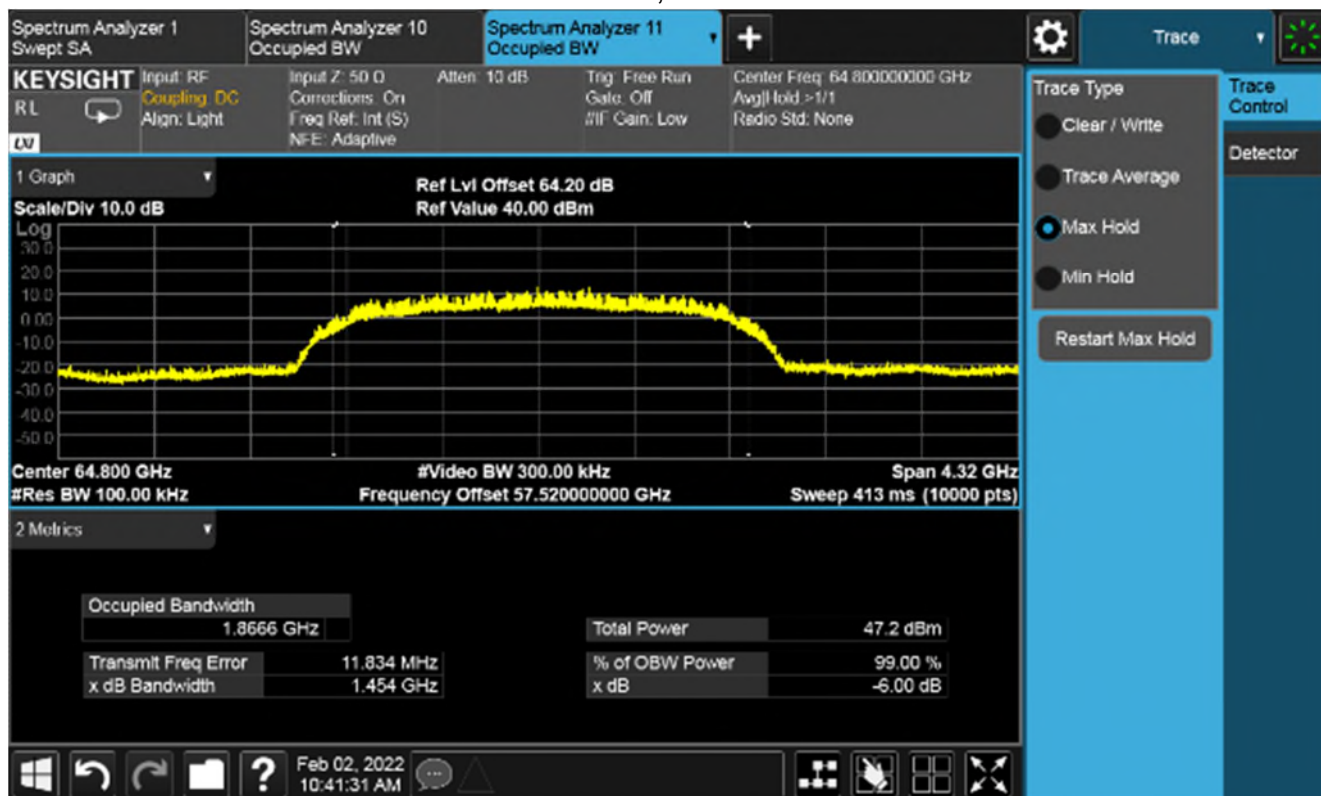 Spectrum Analyzer 1
Swept SA
Spectrum Analyzer 10
Occupied BW
Spectrum Analyzer 11
Occupied BW
Trace
KEYSIGHT
RL
Input: RF
Coupling: DC
Align: Light
Input Z: 50 Ω
Corrections: On
Freq Ref: Int (S)
NFE: Adaptive
Atten: 10 dB
Trig: Free Run
Gate: Off
#IF Gain: Low
Center Freq: 64.800000000 GHz
Avg|Hold:>1/1
Radio Std: None
LXI
1 Graph
Scale/Div 10.0 dB
Ref Lvl Offset 64.20 dB
Ref Value 40.00 dBm
Log
30.0
20.0
10.0
0.00
-10.0
-20.0
-30.0
-40.0
-50.0
Center 64.800 GHz
#Video BW 300.00 kHz
Span 4.32 GHz
#Res BW 100.00 kHz
Frequency Offset 57.520000000 GHz
Sweep 413 ms (10000 pts)
2 Metrics
Occupied Bandwidth
1.8666 GHz
Total Power 47.2 dBm
Transmit Freq Error 11.834 MHz
% of OBW Power 99.00 %
x dB Bandwidth 1.454 GHz
x dB -6.00 dB
Feb 02, 2022
10:41:31 AM
Trace Type
Clear / Write
Trace Average
Max Hold
Min Hold
Restart Max Hold
Trace
Control
Detector